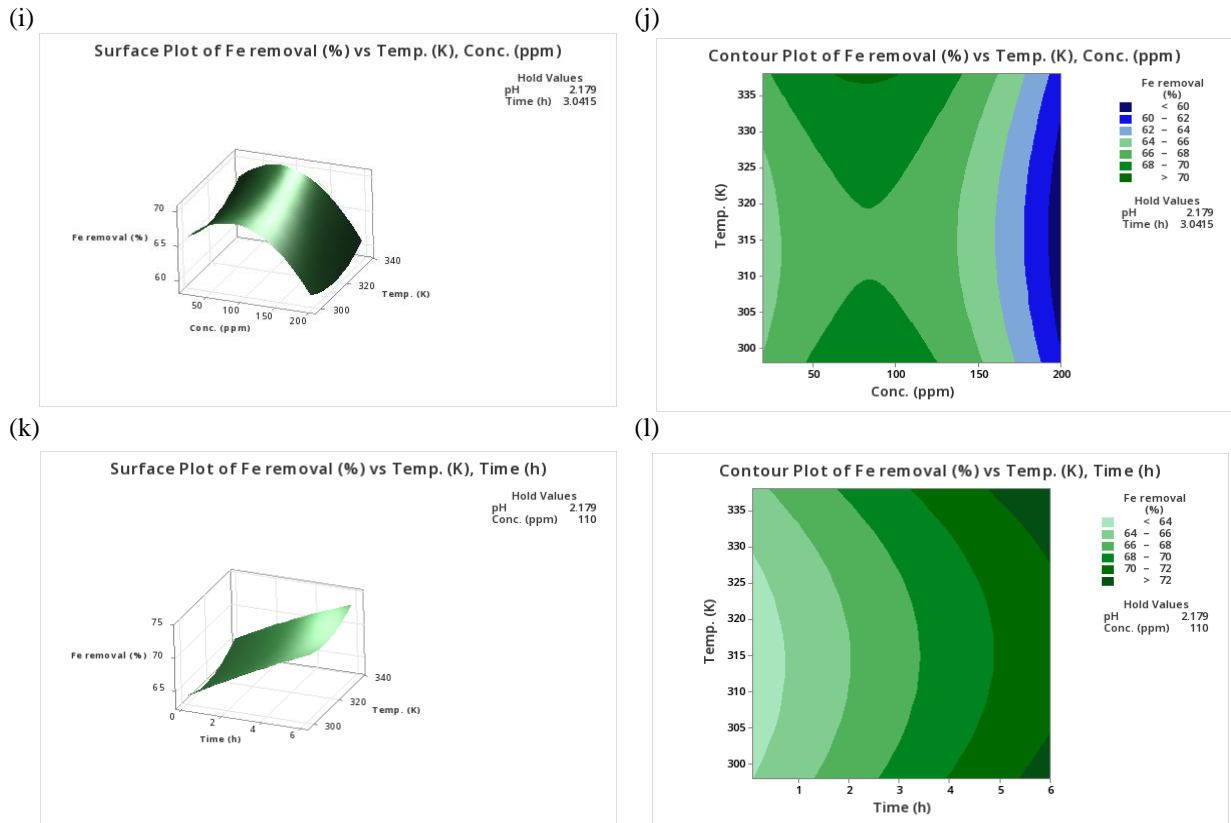 (i)
Surface Plot of Fe removal (%) vs Temp. (K), Conc. (ppm)
Hold Values
pH 2.179
Time (h) 3.0415
70
Fe removal (%)
65
60
340
320
Temp. (K)
300
50
100
150
200
Conc. (ppm)
(j)
Contour Plot of Fe removal (%) vs Temp. (K), Conc. (ppm)
335
330
325
320
315
310
305
300
Temp. (K)
50
100
150
200
Conc. (ppm)
Fe removal
(%)
< 60
60 – 62
62 – 64
64 – 66
66 – 68
68 – 70
> 70
Hold Values
pH 2.179
Time (h) 3.0415
(k)
Surface Plot of Fe removal (%) vs Temp. (K), Time (h)
Hold Values
pH 2.179
Conc. (ppm) 110
75
Fe removal (%)
70
65
340
320
Temp. (K)
300
0
2
4
6
Time (h)
(l)
Contour Plot of Fe removal (%) vs Temp. (K), Time (h)
335
330
325
320
315
310
305
300
Temp. (K)
1
2
3
4
5
6
Time (h)
Fe removal
(%)
< 64
64 – 66
66 – 68
68 – 70
70 – 72
> 72
Hold Values
pH 2.179
Conc. (ppm) 110